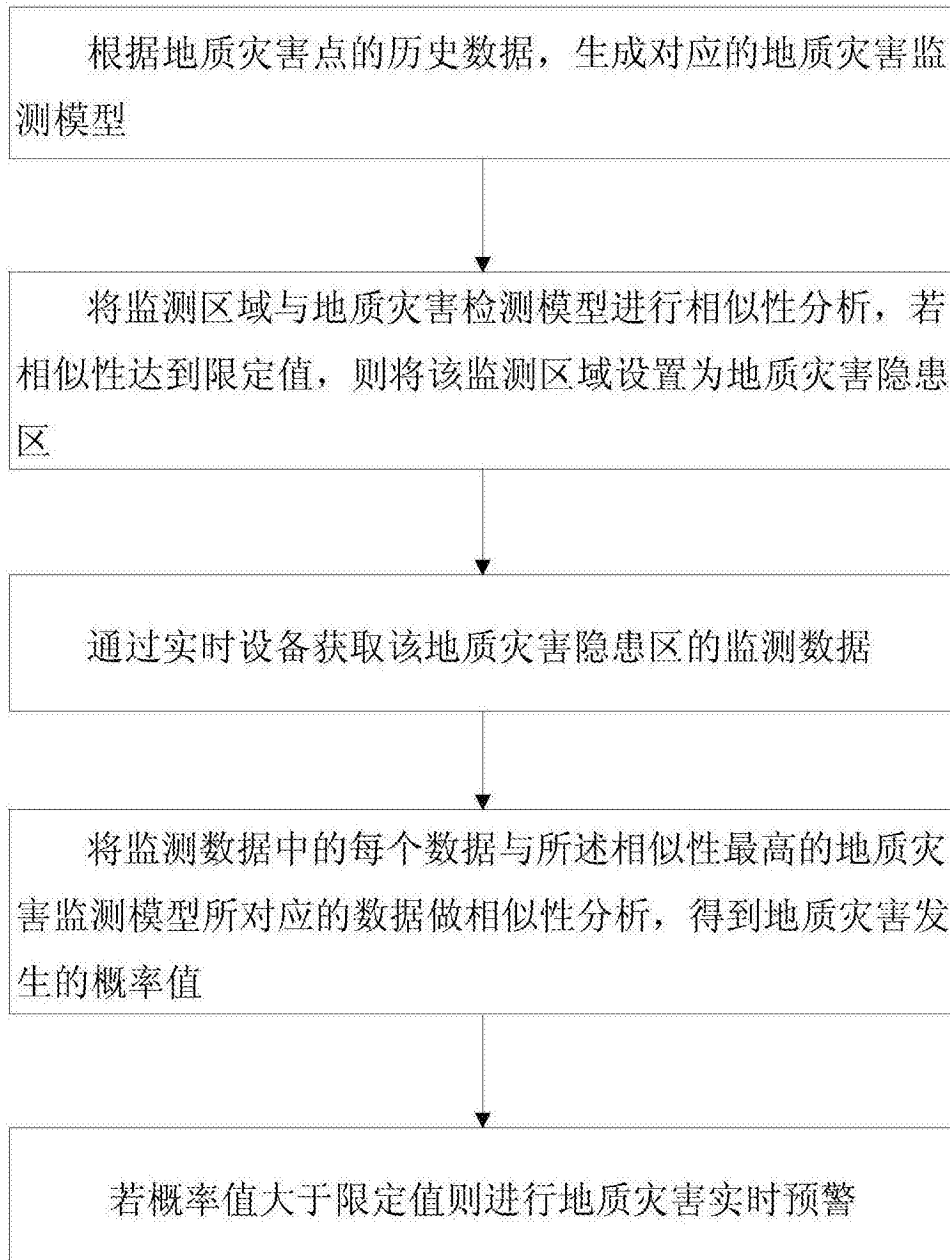 根据地质灾害点的历史数据，生成对应的地质灾害监
测模型
将监测区域与地质灾害检测模型进行相似性分析，若
相似性达到限定值，则将该监测区域设置为地质灾害隐患
区
通过实时设备获取该地质灾害隐患区的监测数据
将监测数据中的每个数据与所述相似性最高的地质灾
害监测模型所对应的数据做相似性分析，得到地质灾害发
生的概率值
若概率值大于限定值则进行地质灾害实时预警